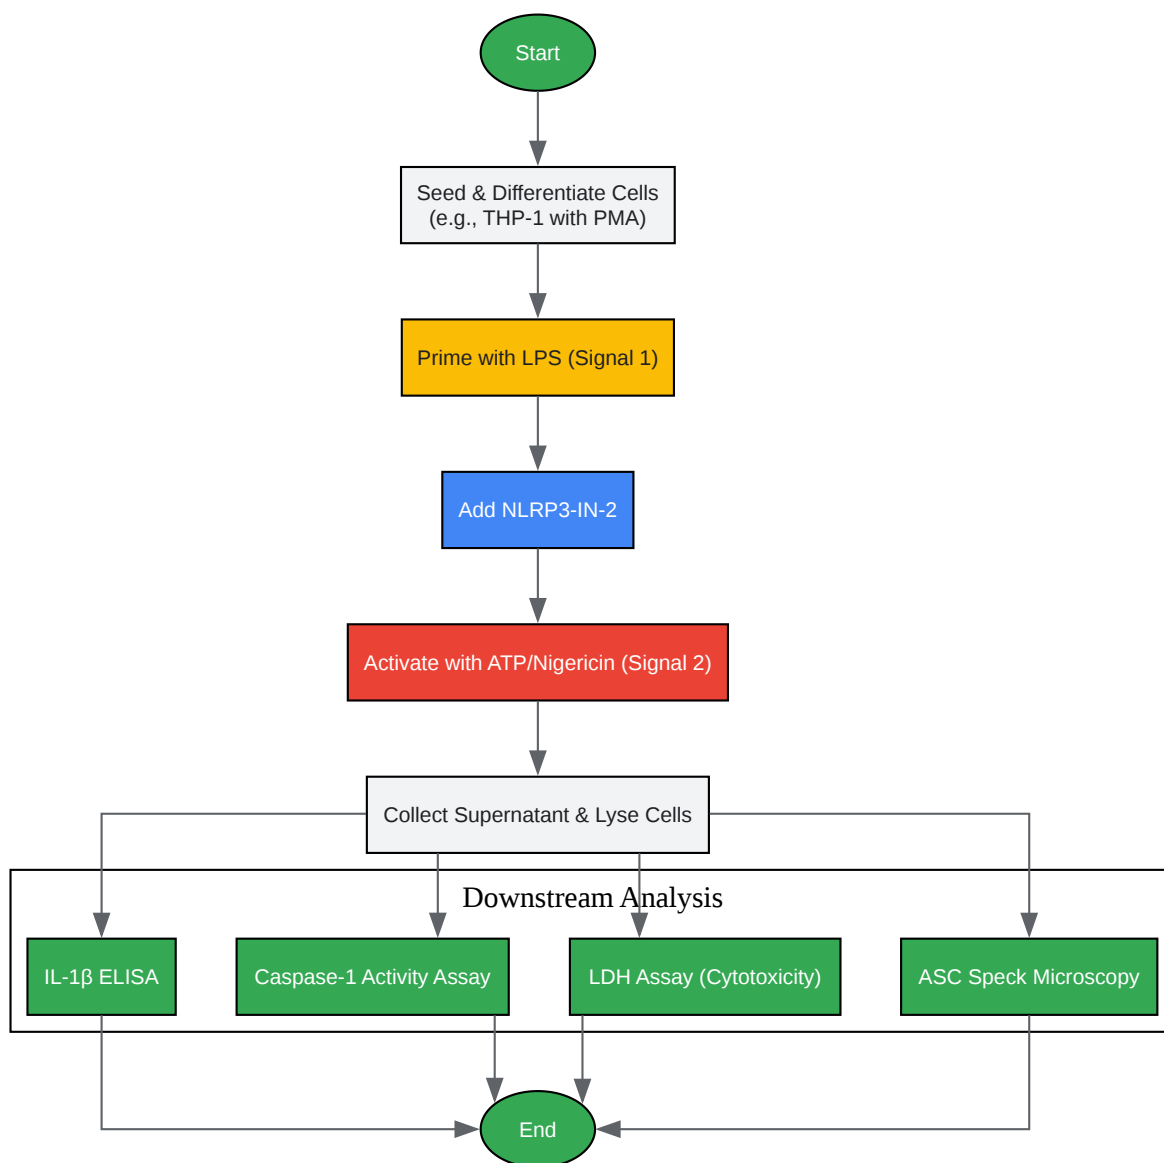 Start
Seed & Differentiate Cells
(e.g., THP-1 with PMA)
Prime with LPS (Signal 1)
Add NLRP3-IN-2
Activate with ATP/Nigericin (Signal 2)
Collect Supernatant & Lyse Cells
Downstream Analysis
IL-1β ELISA
Caspase-1 Activity Assay
LDH Assay (Cytotoxicity)
ASC Speck Microscopy
End